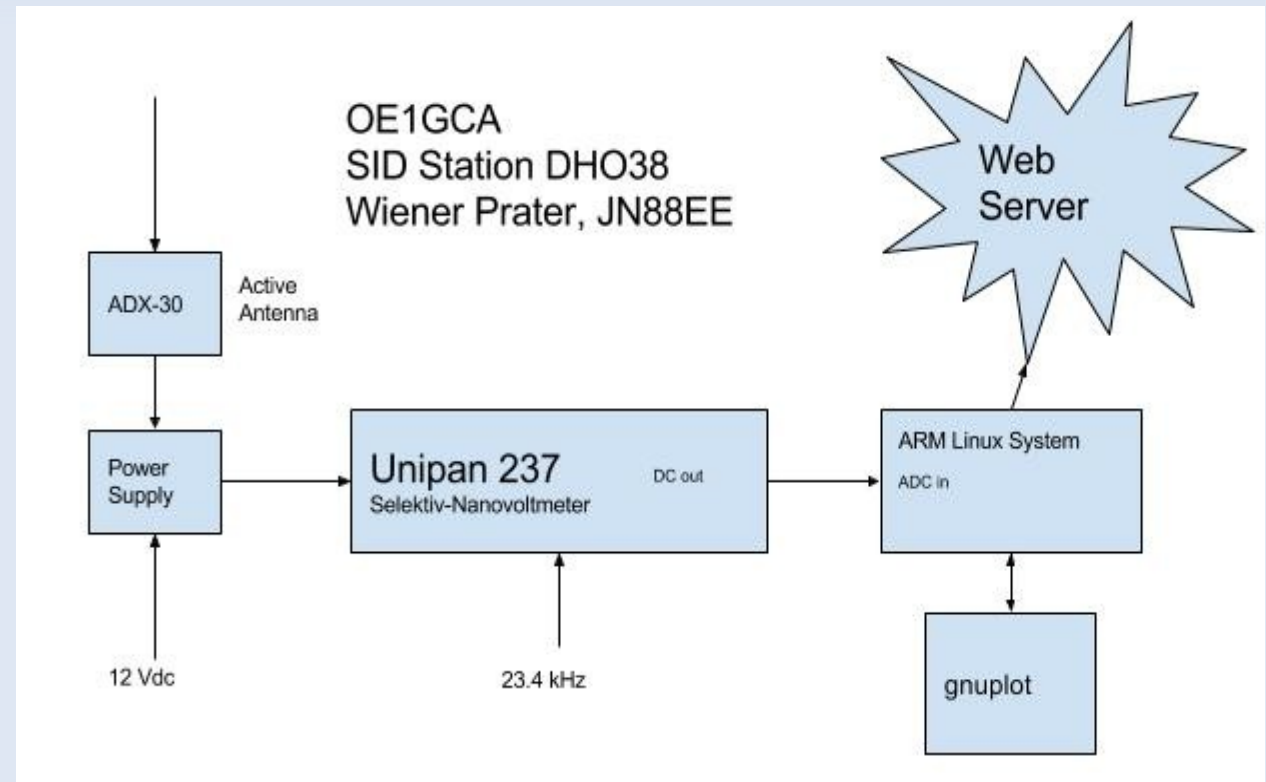 OE1GCA
SID Station DHO38
Wiener Prater, JN88EE
Web
Server
ADX-30
Active
Antenna
Power
Supply
Unipan 237
Selektiv-Nanovoltmeter
DC out
ARM Linux System
ADC in
12 Vdc
23.4 kHz
gnuplot